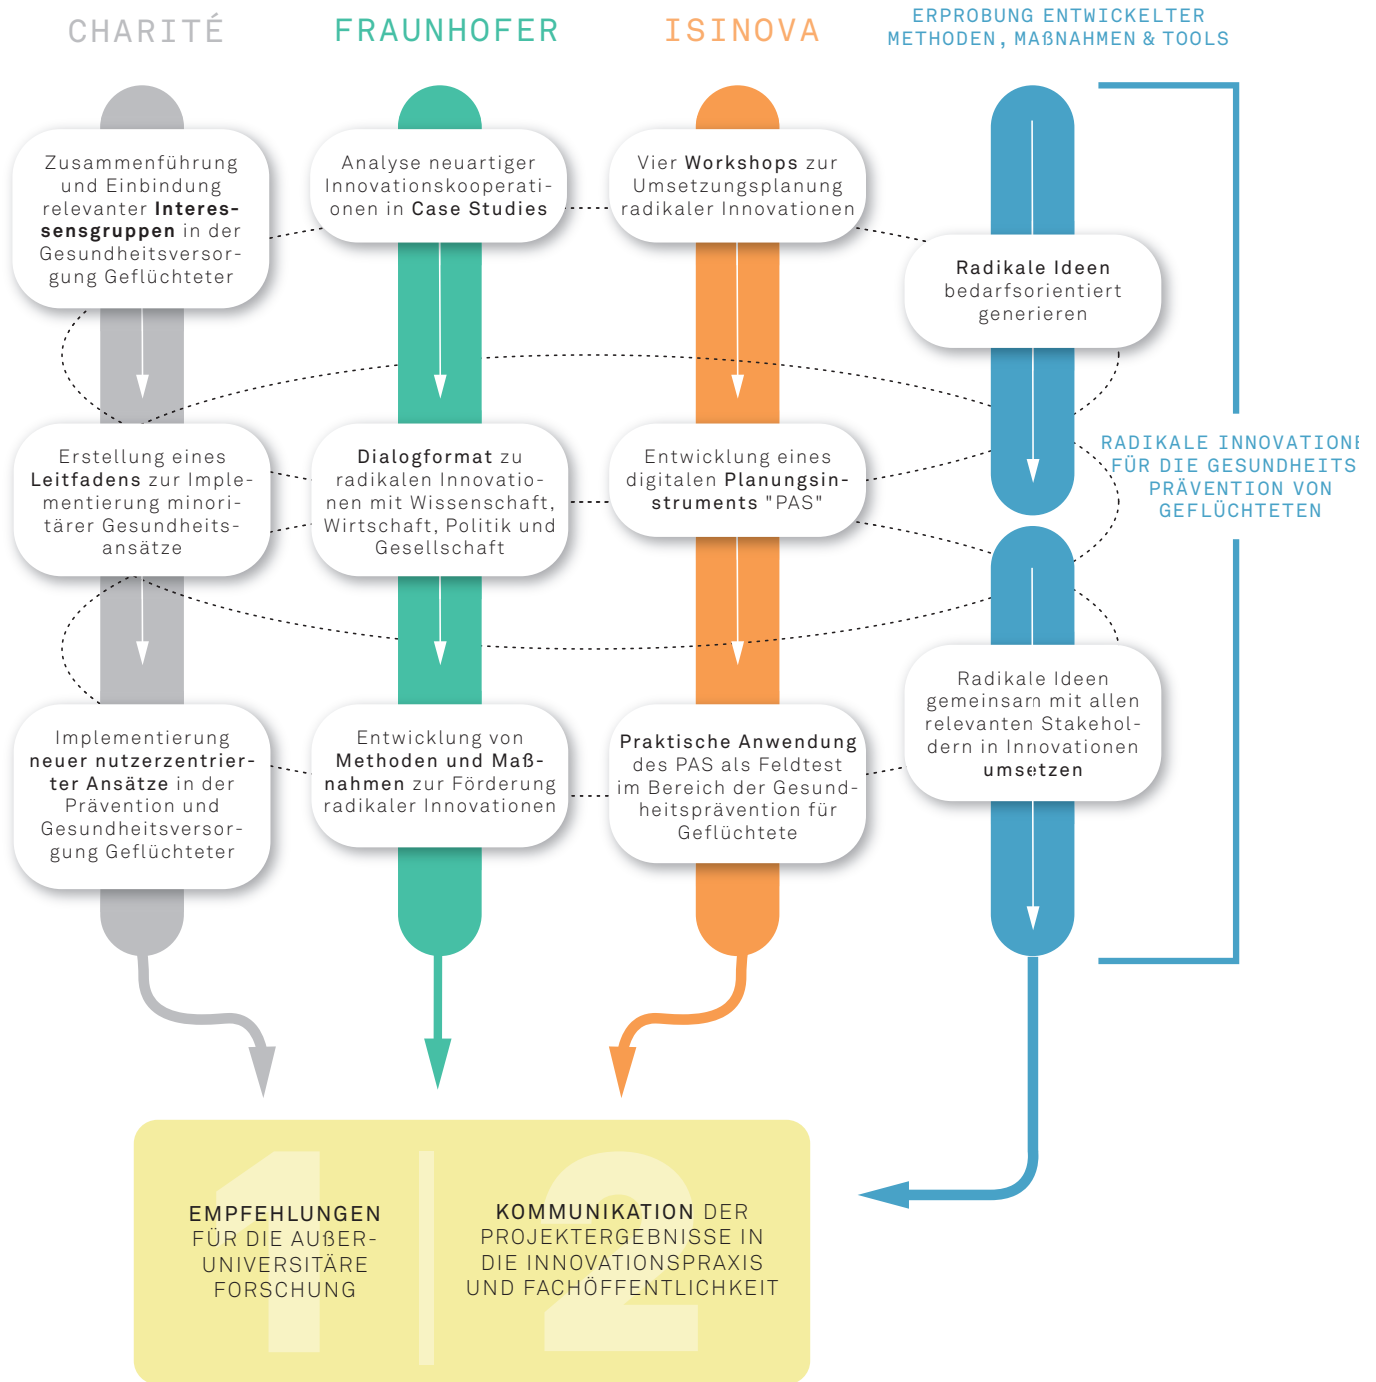 CHARITÉ
FRAUNHOFER
ISINOVA
ERPROBUNG ENTWICKELTER
METHODEN, MAßNAHMEN & TOOLS
Zusammenführung
und Einbindung
relevanter Interes-
sensgruppen in der
Gesundheitsversor-
gung Geflüchteter
Analyse neuartiger
Innovationskooperati-
onen in Case Studies
Vier Workshops zur
Umsetzungsplanung
radikaler Innovationen
Radikale Ideen
bedarfsorientiert
generieren
Erstellung eines
Leitfadens zur Imple-
mentierung minori-
tärer Gesundheits-
ansätze
Dialogformat zu
radikalen Innovatio-
nen mit Wissenschaft,
Wirtschaft, Politik und
Gesellschaft
Entwicklung eines
digitalen Planungsin-
struments "PAS"
RADIKALE INNOVATIONE
FÜR DIE GESUNDHEITS
PRÄVENTION VON
GEFLÜCHTETEN
Implementierung
neuer nutzerzentrier-
ter Ansätze in der
Prävention und
Gesundheitsversor-
gung Geflüchteter
Entwicklung von
Methoden und Maß-
nahmen zur Förderung
radikaler Innovationen
Praktische Anwendung
des PAS als Feldtest
im Bereich der Gesund-
heitsprävention für
Geflüchtete
Radikale Ideen
gemeinsam mit allen
relevanten Stakehol-
dern in Innovationen
umsetzen
1
EMPFEHLUNGEN
FÜR DIE AUßER-
UNIVERSITÄRE
FORSCHUNG
2
KOMMUNIKATION DER
PROJEKTERGEBNISSE IN
DIE INNOVATIONSPRAXIS
UND FACHÖFFENTLICHKEIT